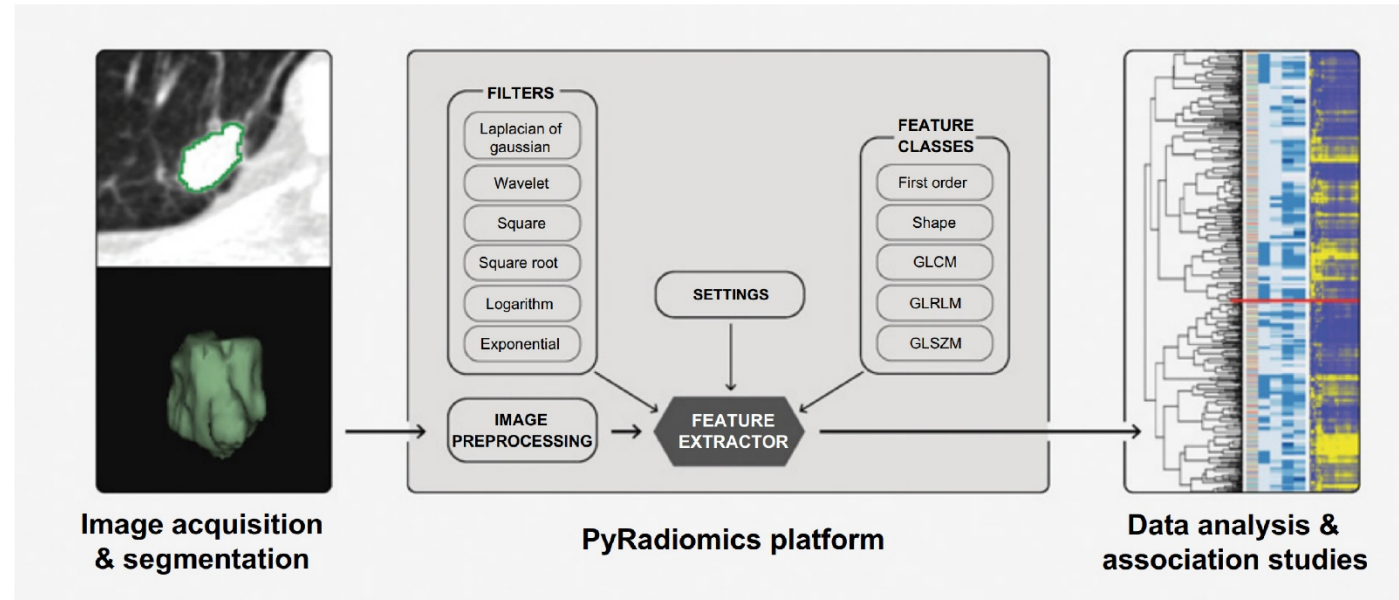 FILTERS
Laplacian of
gaussian
Wavelet
Square
Square root
Logarithm
Exponential
IMAGE
PREPROCESSING
SETTINGS
FEATURE
EXTRACTOR
FEATURE
CLASSES
First order
Shape
GLCM
GLRLM
GLSZM
Image acquisition
& segmentation
PyRadiomics platform
Data analysis &
association studies